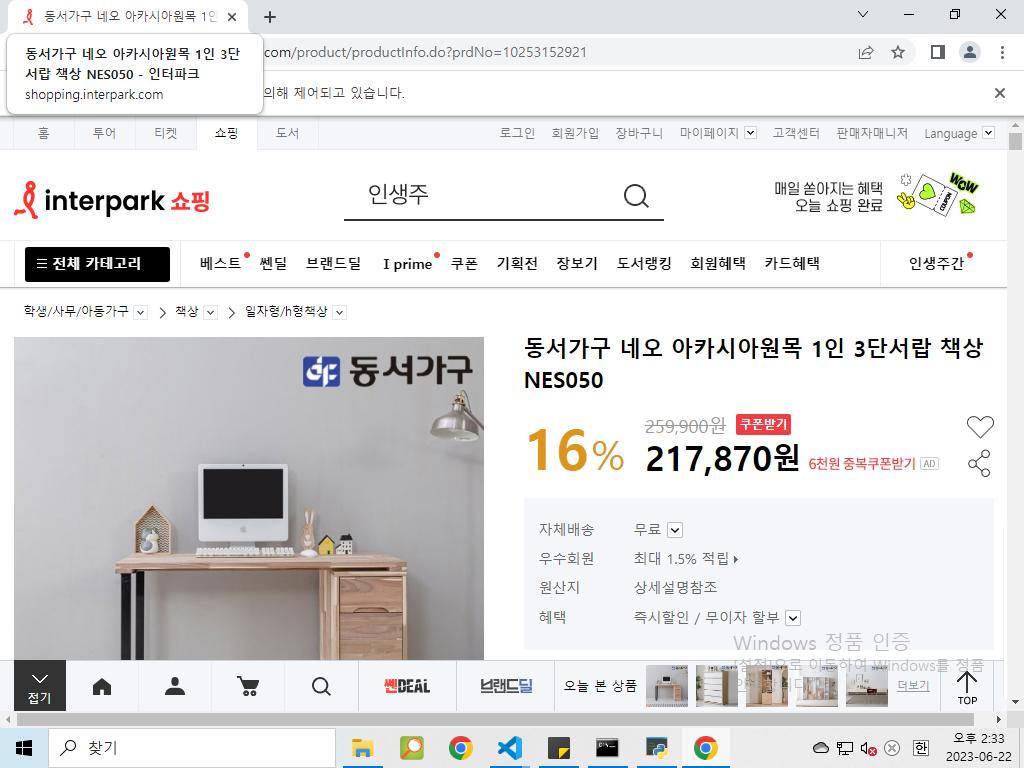 동서가구 네오 아카시아원목 1인
동서가구 네오 아카시아원목 1인 3단
서랍 책상 NES050 - 인터파크
shopping.interpark.com
.com/product/productInfo.do?prdNo=10253152921
의해 제어되고 있습니다.
홈 투어 티켓 쇼핑 도서
로그인 회원가입 장바구니 마이페이지 고객센터 판매자매니저 Language
interpark 쇼핑
인생주
매일 쏟아지는 혜택
오늘 쇼핑 완료
WOW
COUPON
전체 카테고리
베스트 쎈딜 브랜드딜 I prime 쿠폰 기획전 장보기 도서랭킹 회원혜택 카드혜택 인생주간
학생/사무/아동가구 책상 일자형/h형책상
동서가구
동서가구 네오 아카시아원목 1인 3단서랍 책상
NES050
16% 259,900원 쿠폰받기
217,870원 6천원 중복쿠폰받기 AD
자체배송 무료
우수회원 최대 1.5% 적립
원산지 상세설명참조
혜택 즉시할인 / 무이자 할부
Windows 정품 인증
[설정]으로 이동하여 Windows를 정품
접기
쎈DEAL
브랜드딜
오늘 본 상품
더보기
TOP
찾기
한
오후 2:33
2023-06-22